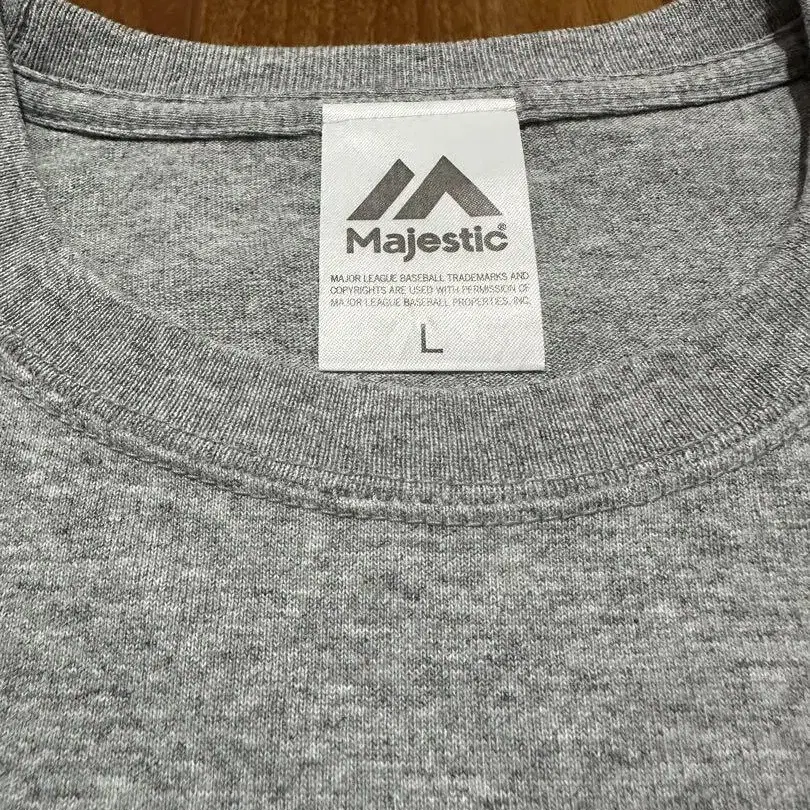 Majestic®
MAJOR LEAGUE BASEBALL TRADEMARKS AND
COPYRIGHTS ARE USED WITH PERMISSION OF
MAJOR LEAGUE BASEBALL PROPERTIES, INC.
L